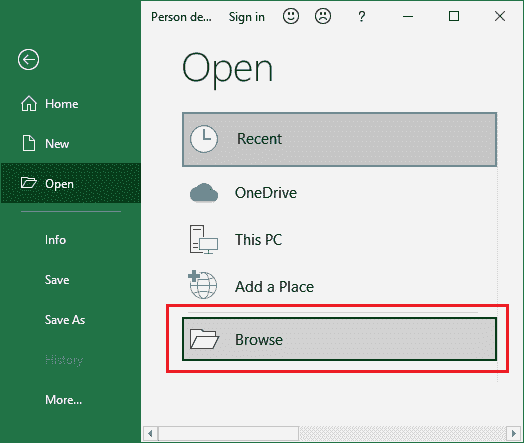 Person de... Sign in ?
Open
Home
New
Open
Info
Save
Save As
History
More...
Recent
OneDrive
This PC
Add a Place
Browse